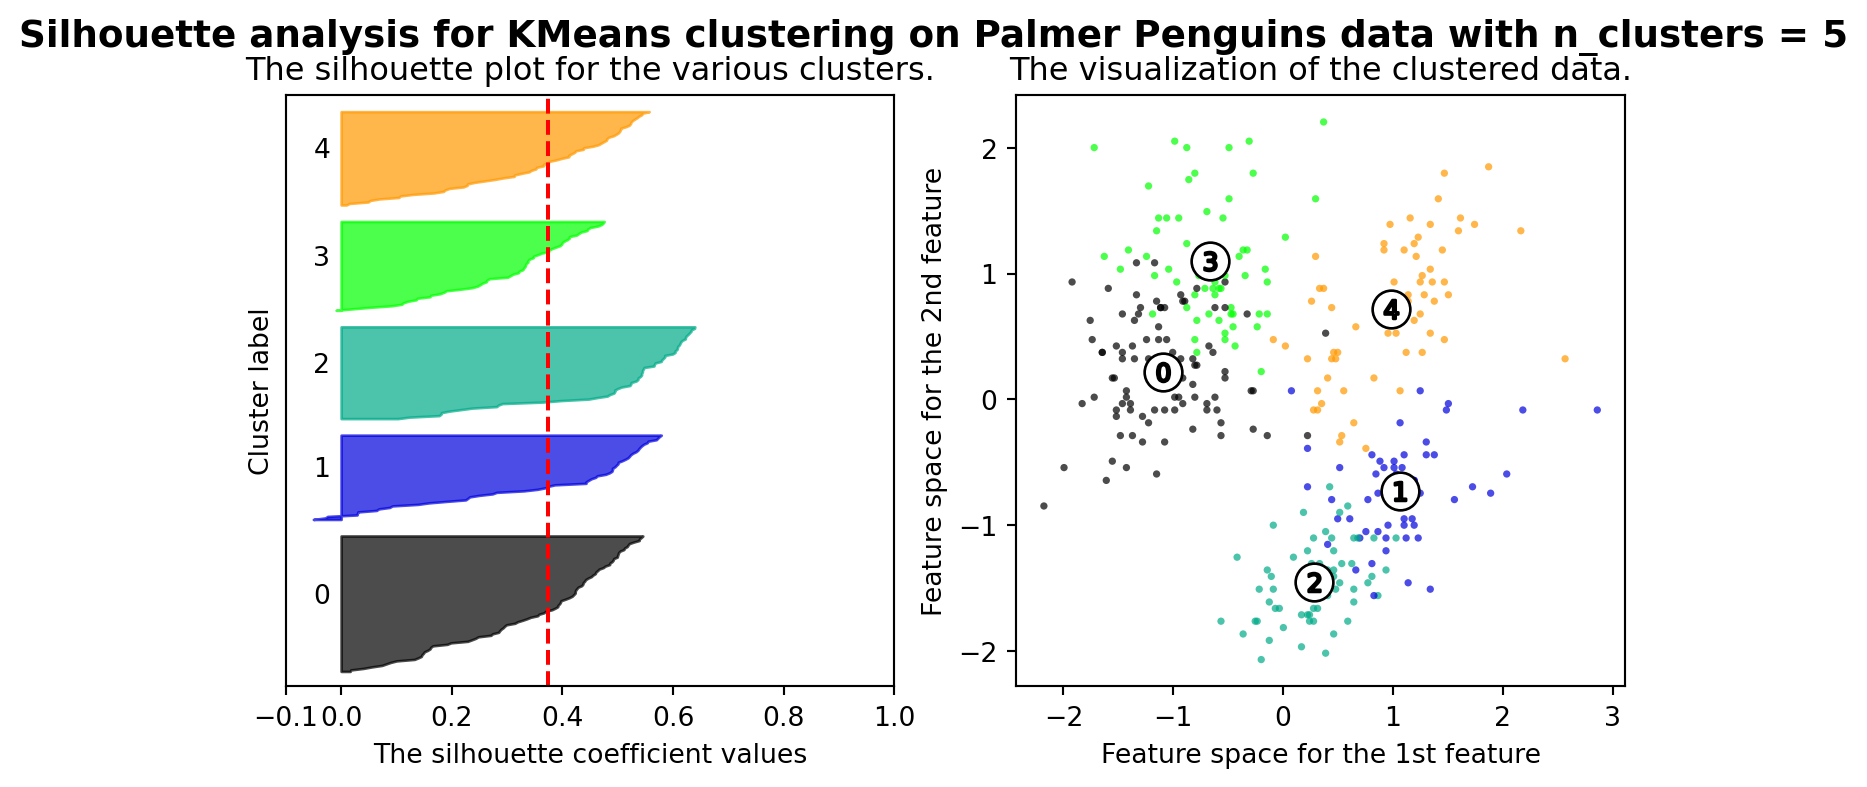 Silhouette analysis for KMeans clustering on Palmer Penguins data with n_clusters = 5
The silhouette plot for the various clusters.
4
3
2
1
0
Cluster label
−0.1 0.0 0.2 0.4 0.6 0.8 1.0
The silhouette coefficient values
The visualization of the clustered data.
2
1
0
−1
−2
Feature space for the 2nd feature
3
4
0
1
2
−2 −1 0 1 2 3
Feature space for the 1st feature